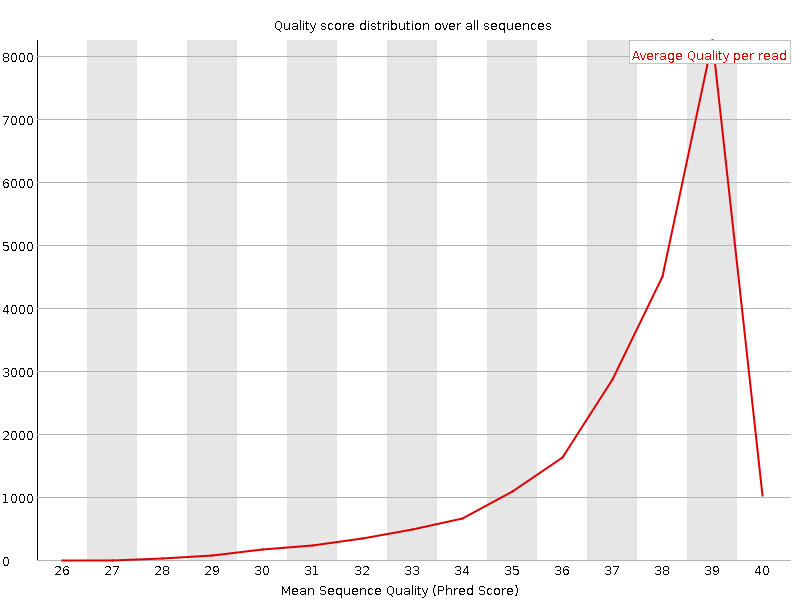 Quality score distribution over all sequences
Average Quality per read
8000
7000
6000
5000
4000
3000
2000
1000
0
26 27 28 29 30 31 32 33 34 35 36 37 38 39 40
Mean Sequence Quality (Phred Score)